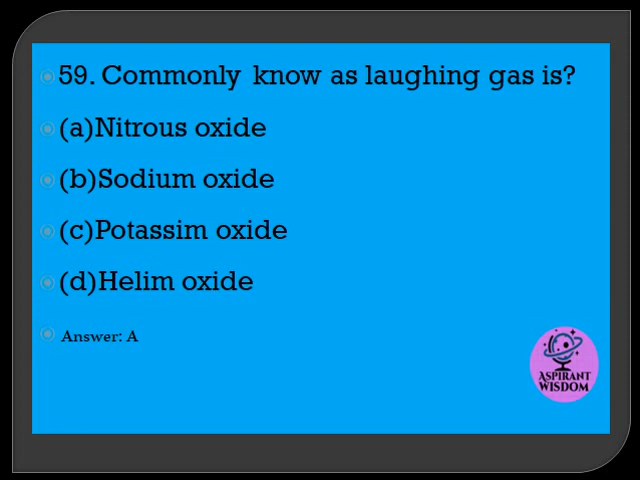 59. Commonly know as laughing gas is?
(a)Nitrous oxide
(b)Sodium oxide
(c)Potassim oxide
(d)Helim oxide
Answer: A
ASPIRANT
WISDOM